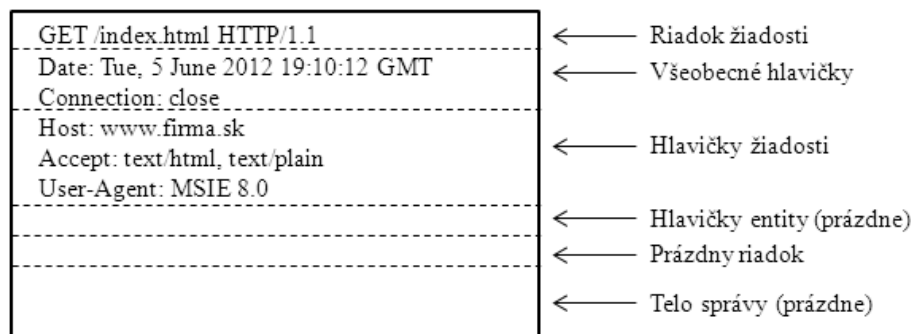 GET /index.html HTTP/1.1
Riadok žiadosti
Date: Tue, 5 June 2012 19:10:12 GMT
Všeobecné hlavičky
Connection: close
Host: www.firma.sk
Accept: text/html, text/plain
Hlavičky žiadosti
User-Agent: MSIE 8.0
Hlavičky entity (prázdne)
Prázdny riadok
Telo správy (prázdne)